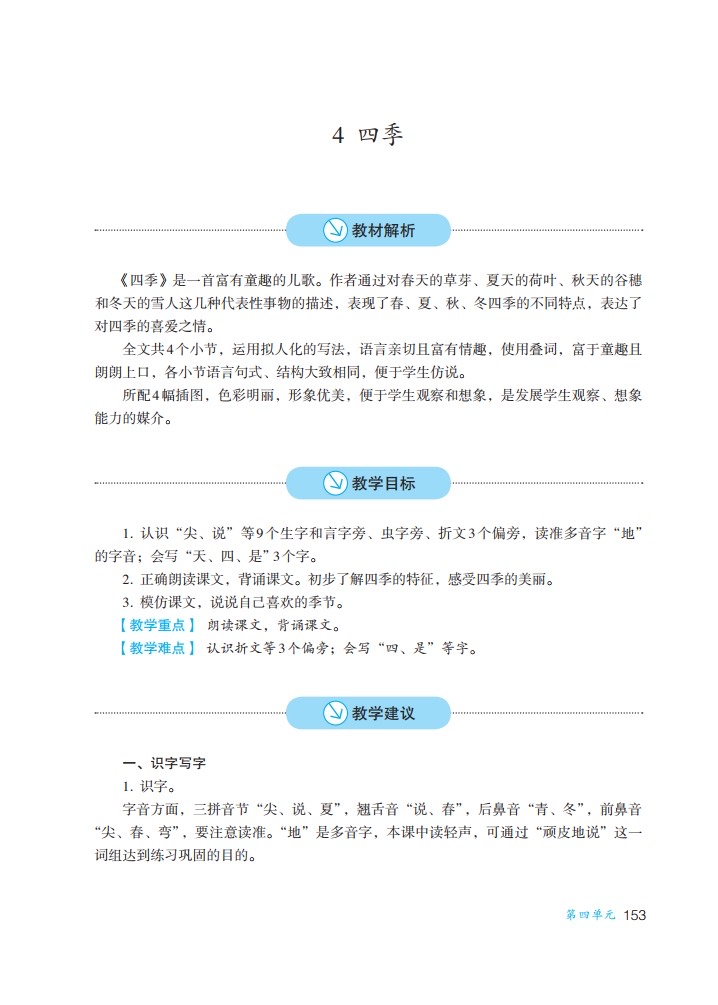 4 四季
教材解析
《四季》是一首富有童趣的儿歌。作者通过对春天的草芽、夏天的荷叶、秋天的谷穗
和冬天的雪人这几种代表性事物的描述，表现了春、夏、秋、冬四季的不同特点，表达了
对四季的喜爱之情。
全文共4个小节，运用拟人化的写法，语言亲切且富有情趣，使用叠词，富于童趣且
朗朗上口，各小节语言句式、结构大致相同，便于学生仿说。
所配4幅插图，色彩明丽，形象优美，便于学生观察和想象，是发展学生观察、想象
能力的媒介。
教学目标
1. 认识“尖、说”等9个生字和言字旁、虫字旁、折文3个偏旁，读准多音字“地”
的字音；会写“天、四、是”3个字。
2. 正确朗读课文，背诵课文。初步了解四季的特征，感受四季的美丽。
3. 模仿课文，说说自己喜欢的季节。
【教学重点】 朗读课文，背诵课文。
【教学难点】 认识折文等3个偏旁；会写“四、是”等字。
教学建议
一、识字写字
1. 识字。
字音方面，三拼音节“尖、说、夏”，翘舌音“说、春”，后鼻音“青、冬”，前鼻音
“尖、春、弯”，要注意读准。“地”是多音字，本课中读轻声，可通过“顽皮地说”这一
词组达到练习巩固的目的。
第四单元 153